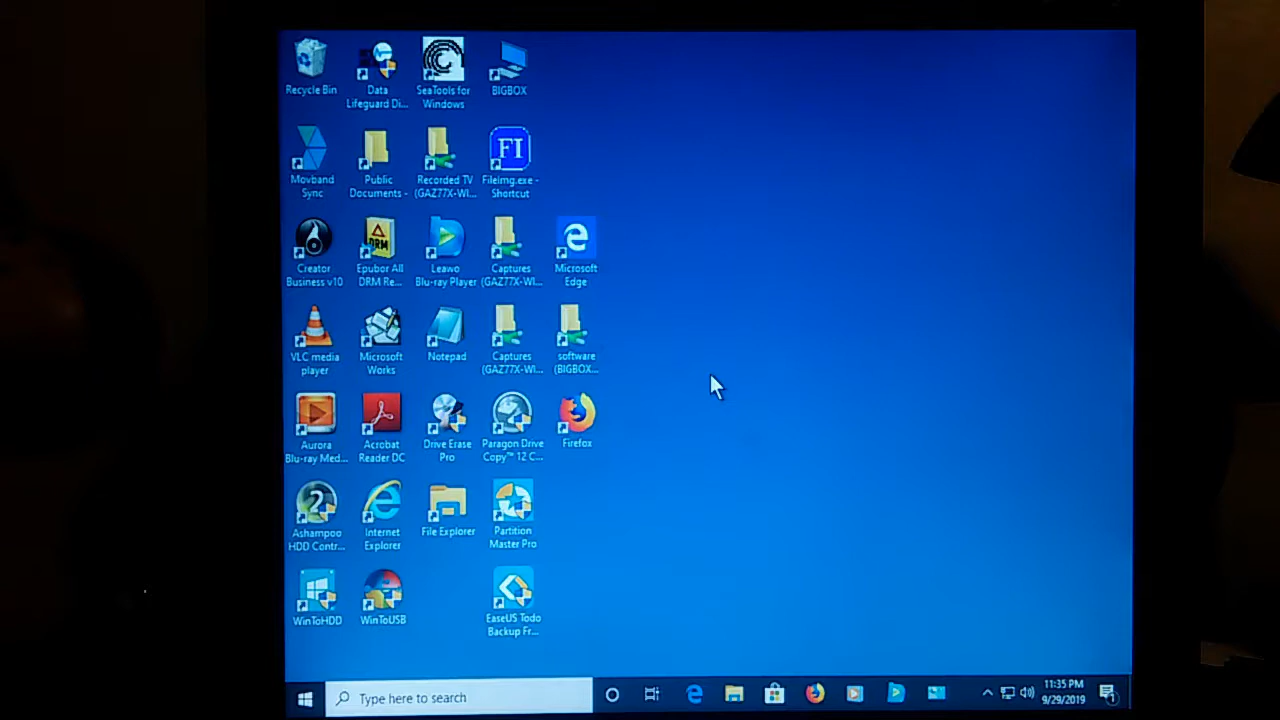 Recycle Bin
Data
Lifeguard Di...
SeaTools for
Windows
BIGBOX
Movband
Sync
Public
Documents -
Recorded TV
(GAZ77X-WI...
FI
FileImg.exe -
Shortcut
Creator
Business v10
DRM
Epubor All
DRM Re...
Leawo
Blu-ray Player
Captures
(GAZ77X-WI...
Microsoft
Edge
VLC media
player
Microsoft
Works
Notepad
Captures
(GAZ77X-WI...
software
(BIGBOX...
Aurora
Blu-ray Med...
Acrobat
Reader DC
Drive Erase
Pro
Paragon Drive
Copy™ 12 C...
Firefox
2
Ashampoo
HDD Contr...
Internet
Explorer
File Explorer
Partition
Master Pro
WinToHDD
WinToUSB
EaseUS Todo
Backup Fr...
Type here to search
11:35 PM
9/29/2019
1